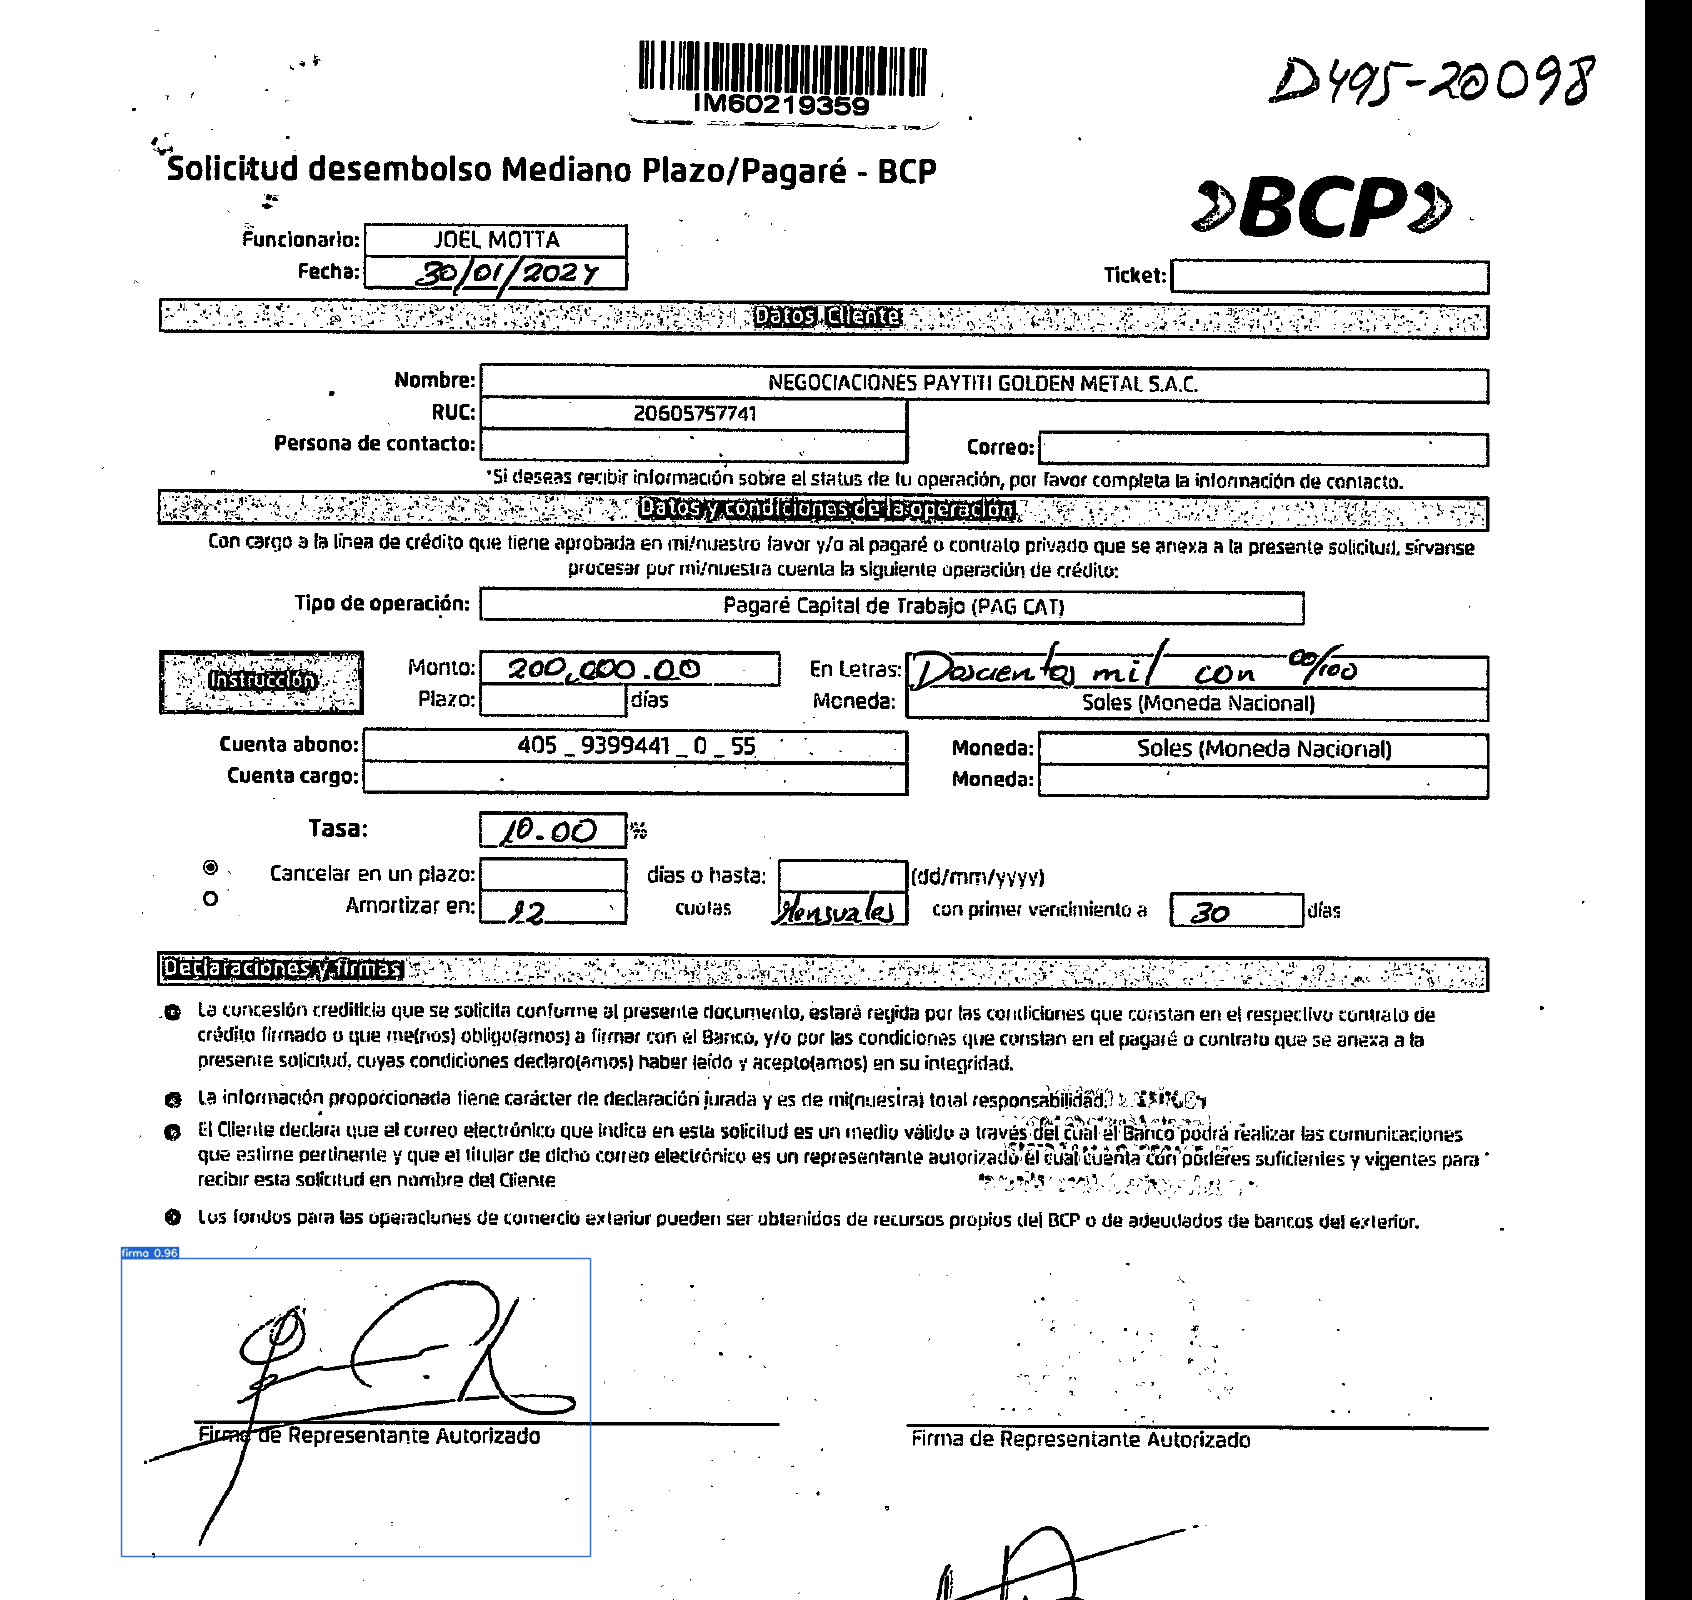 IM60219359
D495-20098
Solicitud desembolso Mediano Plazo/Pagaré - BCP
BCP
Funcionario: JOEL MOTTA
Fecha: 30/01/2024
Ticket:
Datos Cliente
Nombre: NEGOCIACIONES PAYTITI GOLDEN METAL S.A.C.
RUC: 20605757741
Persona de contacto:
Correo:
*Si deseas recibir información sobre el status de tu operación, por favor completa la información de contacto.
Datos y condiciones de la operación
Con cargo a la línea de crédito que tiene aprobada en mi/nuestro favor y/o al pagaré o contrato privado que se anexa a la presente solicitud, sírvanse
procesar por mi/nuestra cuenta la siguiente operación de crédito:
Tipo de operación: Pagaré Capital de Trabajo (PAG CAT)
Instrucción
Monto: 200,000.00 En Letras: Doscientos mil con 00/100
Plazo: días Moneda: Soles (Moneda Nacional)
Cuenta abono: 405 _ 9399441 _ 0 _ 55 Moneda: Soles (Moneda Nacional)
Cuenta cargo: Moneda:
Tasa: 10.00 %
Cancelar en un plazo: días o hasta: (dd/mm/yyyy)
Amortizar en: 12 cuotas Mensuales con primer vencimiento a 30 días
Declaraciones y firmas
La concesión crediticia que se solicita conforme al presente documento, estará regida por las condiciones que constan en el respectivo contrato de
crédito firmado o que me(nos) obligo(amos) a firmar con el Banco, y/o por las condiciones que constan en el pagaré o contrato que se anexa a la
presente solicitud, cuyas condiciones declaro(amos) haber leído y acepto(amos) en su integridad.
La información proporcionada tiene carácter de declaración jurada y es de mi(nuestra) total responsabilidad.
El Cliente declara que el correo electrónico que indica en esta solicitud es un medio válido a través del cual el Banco podrá realizar las comunicaciones
que estime pertinente y que el titular de dicho correo electrónico es un representante autorizado el cual cuenta con poderes suficientes y vigentes para
recibir esta solicitud en nombre del Cliente
Los fondos para las operaciones de comercio exterior pueden ser obtenidos de recursos propios del BCP o de adeudados de bancos del exterior.
firma 0.96
Firma de Representante Autorizado
Firma de Representante Autorizado